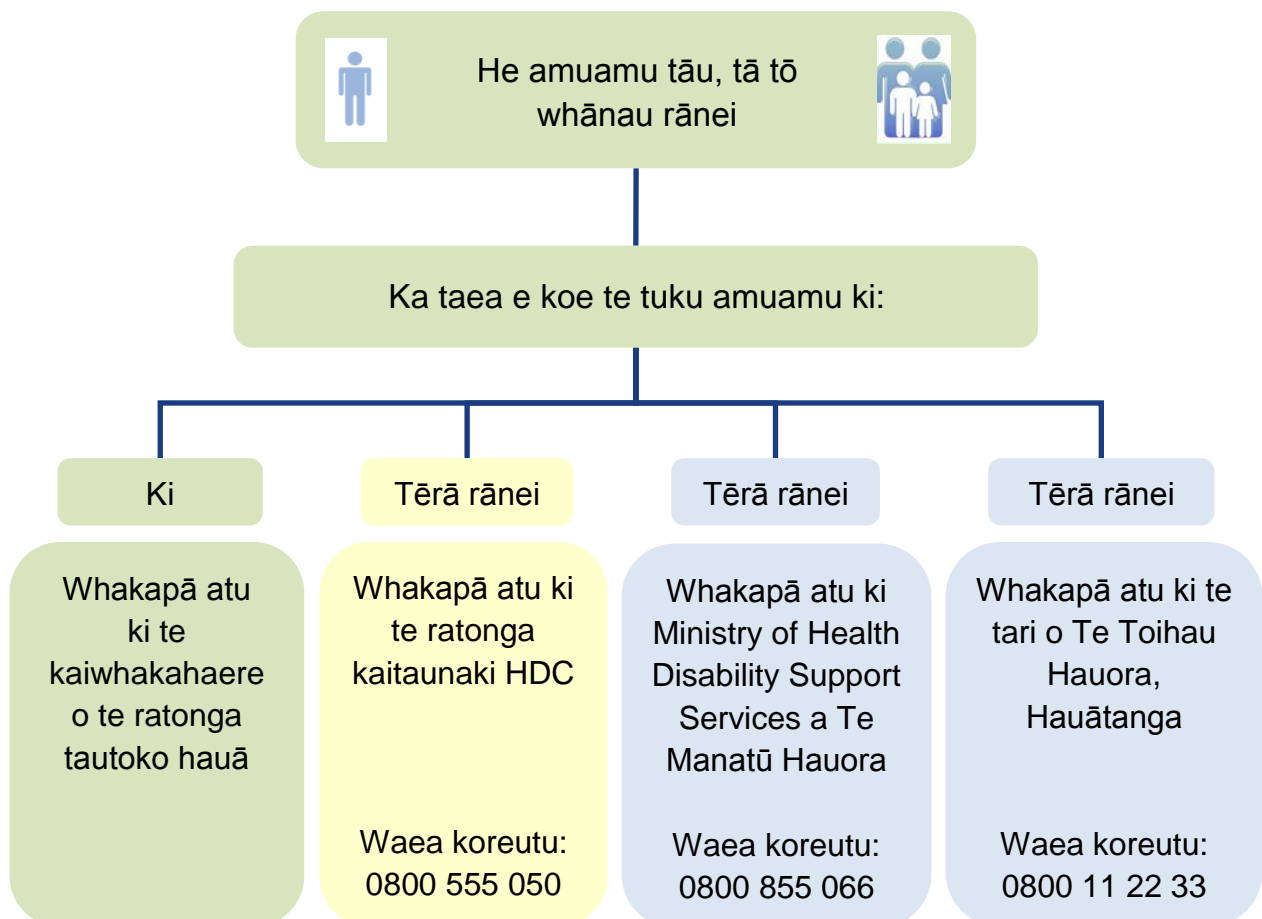 He amuamu tāu, tā tō
whānau rānei
Ka taea e koe te tuku amuamu ki:
Ki
Whakapā atu
ki te
kaiwhakahaere
o te ratonga
tautoko hauā
Tērā rānei
Whakapā atu ki
te ratonga
kaitaunaki HDC
Waea koreutu:
0800 555 050
Tērā rānei
Whakapā atu ki
Ministry of Health
Disability Support
Services a Te
Manatū Hauora
Waea koreutu:
0800 855 066
Tērā rānei
Whakapā atu ki te
tari o Te Toihau
Hauora,
Hauātanga
Waea koreutu:
0800 11 22 33